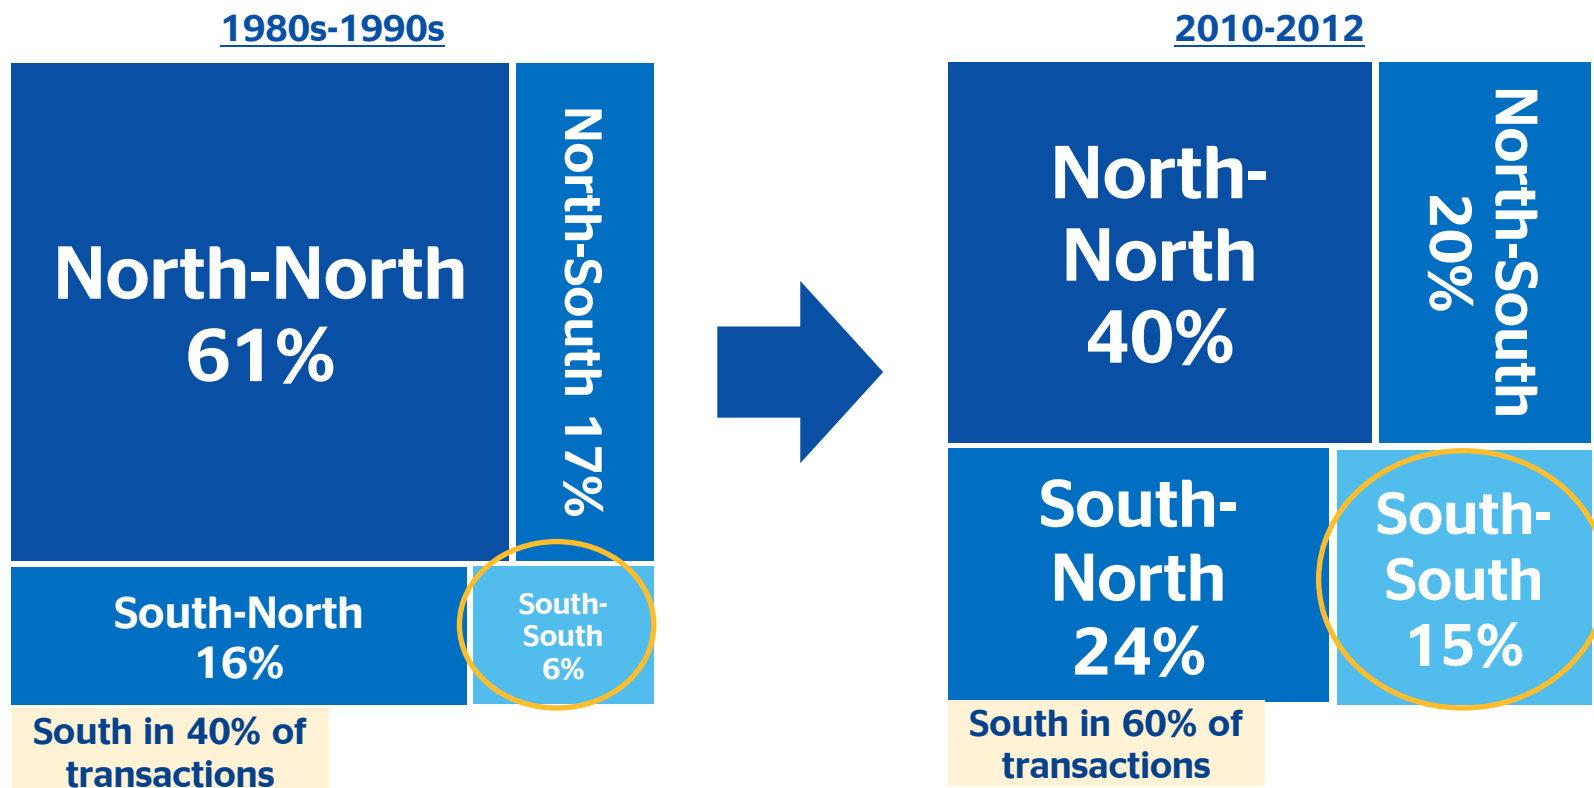 1980s-1990s
North-North
61%
North-South 17%
South-North
16%
South-
South
6%
South in 40% of
transactions
2010-2012
North-
North
40%
North-South
20%
South-
North
24%
South-
South
15%
South in 60% of
transactions